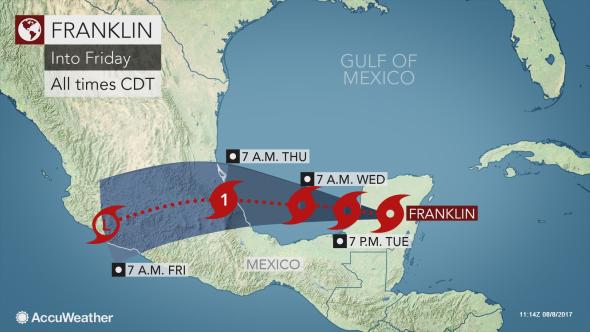 FRANKLIN
Into Friday
All times CDT
GULF OF
MEXICO
7 A.M. THU
7 A.M. WED
1
FRANKLIN
7 P.M. TUE
L
7 A.M. FRI
MEXICO
AccuWeather
11:14Z 08/8/2017